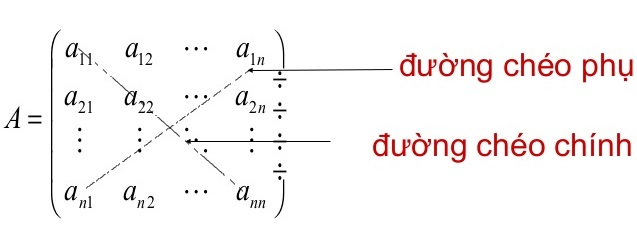 a₁₁ a₁₂ ⋯ a₁ₙ
đường chéo phụ
a₂₁ a₂₂ ⋯ a₂ₙ
A =
⋮ ⋮ ⋱ ⋮
đường chéo chính
aₙ₁ aₙ₂ ⋯ aₙₙ
÷
÷
÷
÷